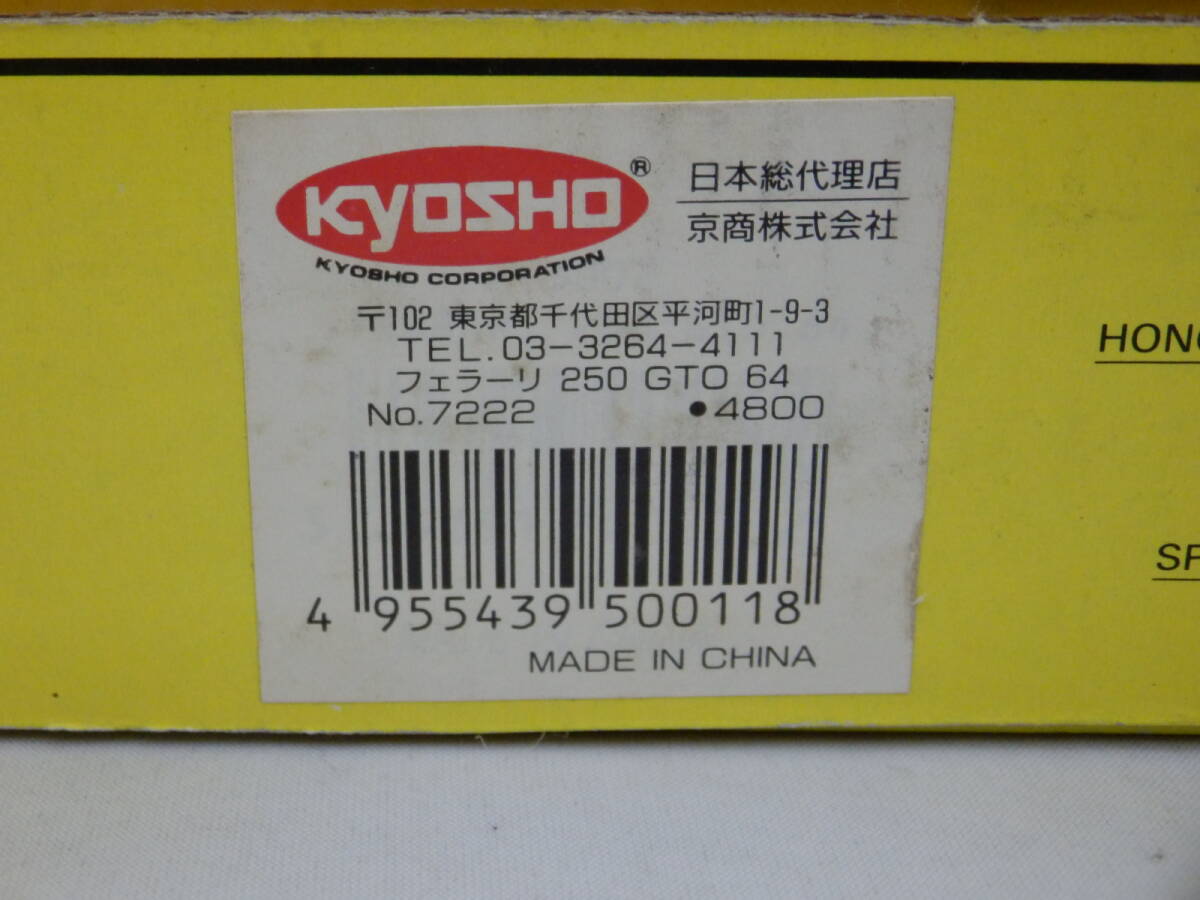 KYOSHO®
KYOSHO CORPORATION
日本総代理店
京商株式会社
〒102 東京都千代田区平河町1-9-3
TEL.03-3264-4111
フェラーリ 250 GTO 64
No.7222 •4800
4 955439 500118
MADE IN CHINA